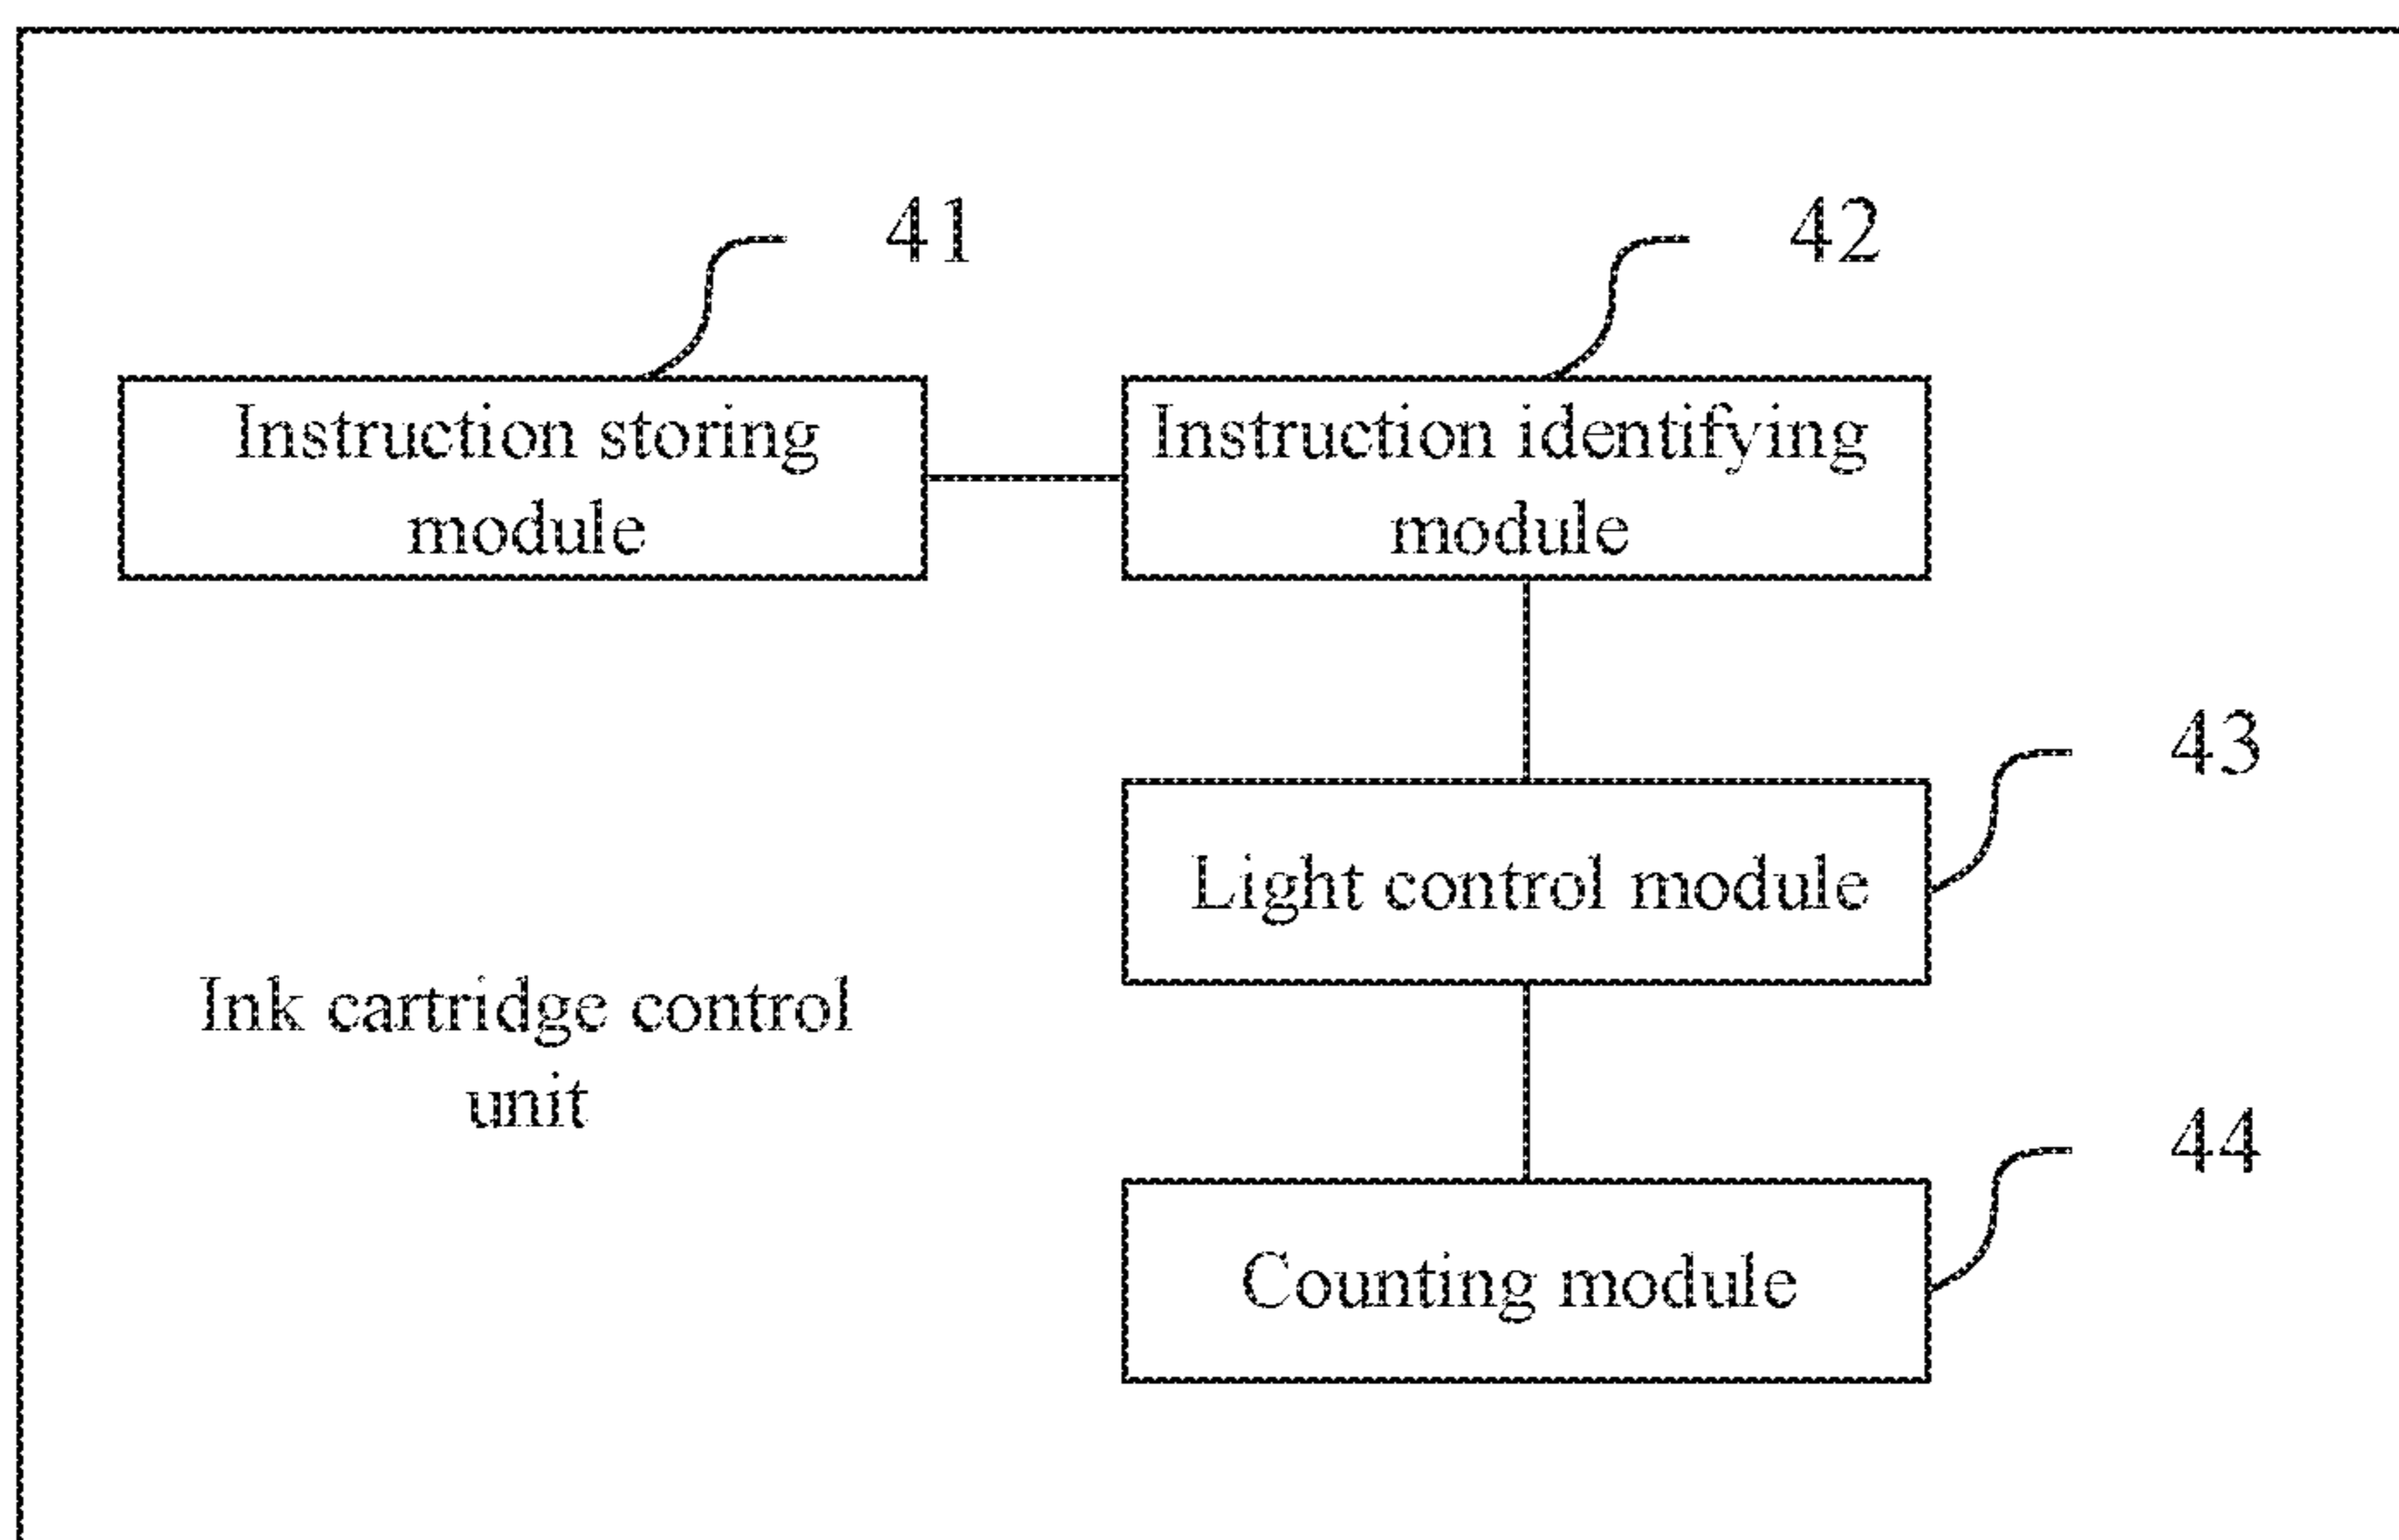 41
42
Instruction storing
module
Instruction identifying
module
43
Light control module
Ink cartridge control
unit
44
Counting module